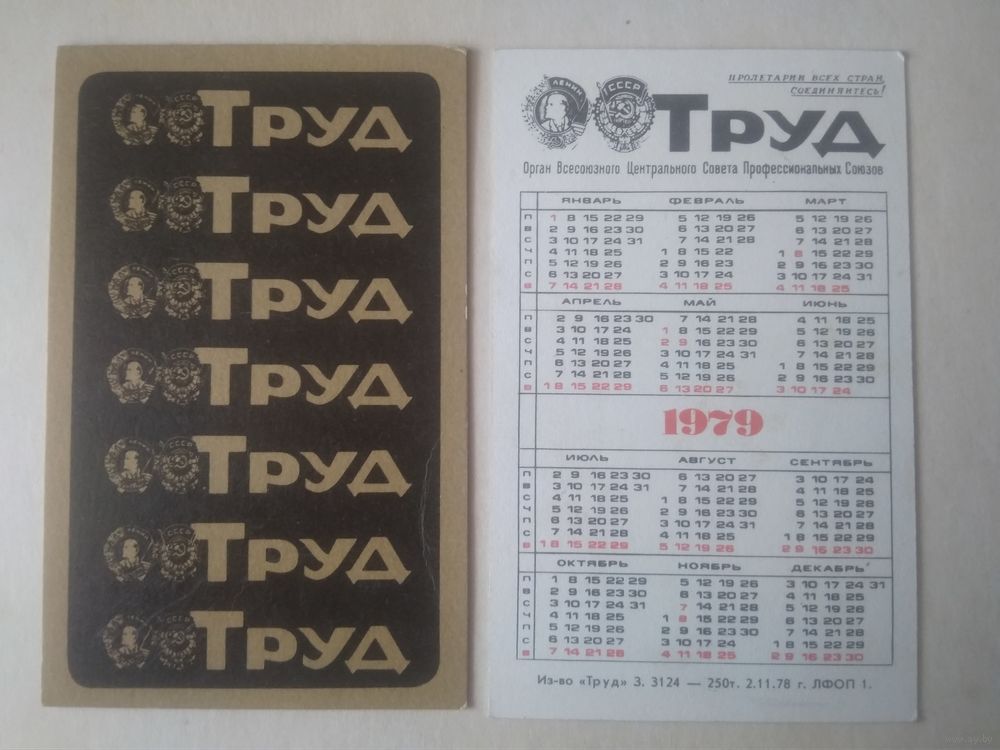 ТРУД
ТРУД
ТРУД
ТРУД
ТРУД
ТРУД
ТРУД
ПРОЛЕТАРИИ ВСЕХ СТРАН,
СОЕДИНЯЙТЕСЬ!
ЛЕНИН СССР
ТРУД
Орган Всесоюзного Центрального Совета Профессиональных Союзов
ЯНВАРЬ ФЕВРАЛЬ МАРТ
П 1 8 15 22 29 5 12 19 26 5 12 19 26
В 2 9 16 23 30 6 13 20 27 6 13 20 27
С 3 10 17 24 31 7 14 21 28 7 14 21 28
Ч 4 11 18 25 1 8 15 22 1 8 15 22 29
П 5 12 19 26 2 9 16 23 2 9 16 23 30
С 6 13 20 27 3 10 17 24 3 10 17 24 31
В 7 14 21 28 4 11 18 25 4 11 18 25
АПРЕЛЬ МАЙ ИЮНЬ
П 2 9 16 23 30 7 14 21 28 4 11 18 25
В 3 10 17 24 1 8 15 22 29 5 12 19 26
С 4 11 18 25 2 9 16 23 30 6 13 20 27
Ч 5 12 19 26 3 10 17 24 31 7 14 21 28
П 6 13 20 27 4 11 18 25 1 8 15 22 29
С 7 14 21 28 5 12 19 26 2 9 16 23 30
В 1 8 15 22 29 6 13 20 27 3 10 17 24
1979
ИЮЛЬ АВГУСТ СЕНТЯБРЬ
П 2 9 16 23 30 6 13 20 27 3 10 17 24
В 3 10 17 24 31 7 14 21 28 4 11 18 25
С 4 11 18 25 1 8 15 22 29 5 12 19 26
Ч 5 12 19 26 2 9 16 23 30 6 13 20 27
П 6 13 20 27 3 10 17 24 31 7 14 21 28
С 7 14 21 28 4 11 18 25 1 8 15 22 29
В 1 8 15 22 29 5 12 19 26 2 9 16 23 30
ОКТЯБРЬ НОЯБРЬ ДЕКАБРЬ
П 1 8 15 22 29 5 12 19 26 3 10 17 24 31
В 2 9 16 23 30 6 13 20 27 4 11 18 25
С 3 10 17 24 31 7 14 21 28 5 12 19 26
Ч 4 11 18 25 1 8 15 22 29 6 13 20 27
П 5 12 19 26 2 9 16 23 30 7 14 21 28
С 6 13 20 27 3 10 17 24 1 8 15 22 29
В 7 14 21 28 4 11 18 25 2 9 16 23 30
Из-во «Труд» З. 3124 — 250т. 2.11.78 г. ЛФОП 1.